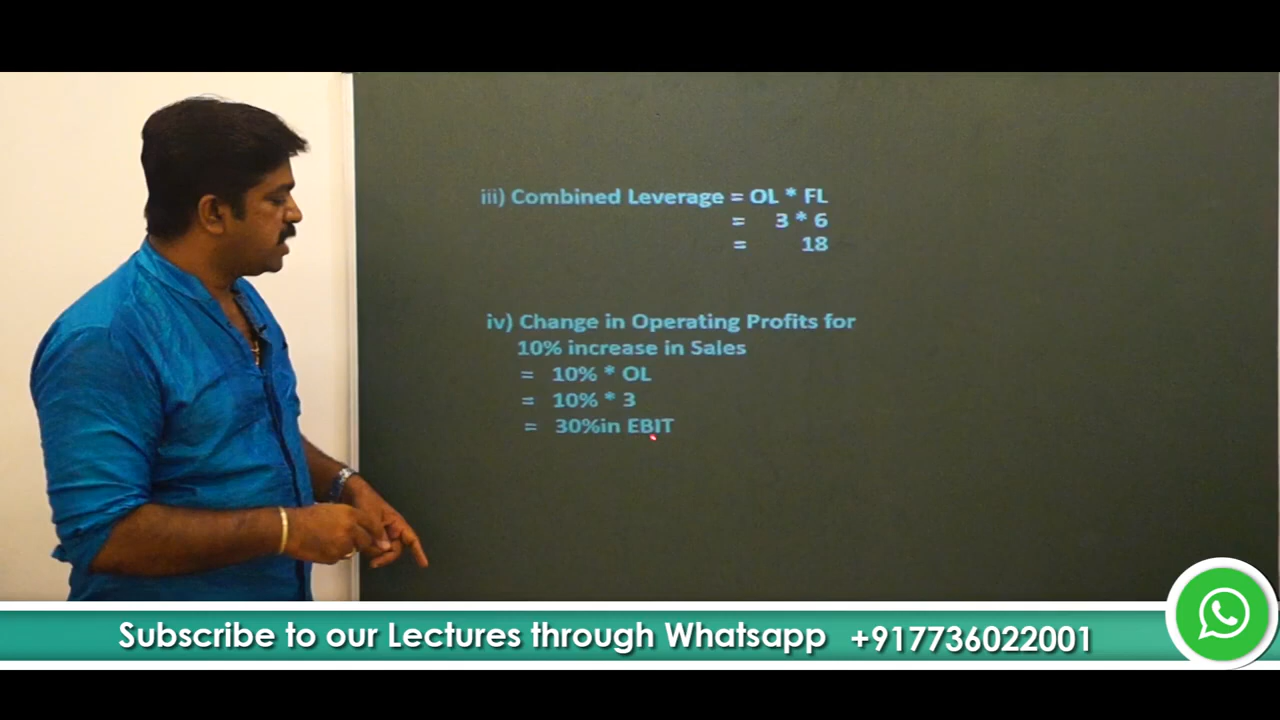 iii) Combined Leverage = OL * FL
= 3 * 6
= 18
iv) Change in Operating Profits for
10% increase in Sales
= 10% * OL
= 10% * 3
= 30%in EBIT
Subscribe to our Lectures through Whatsapp +917736022001